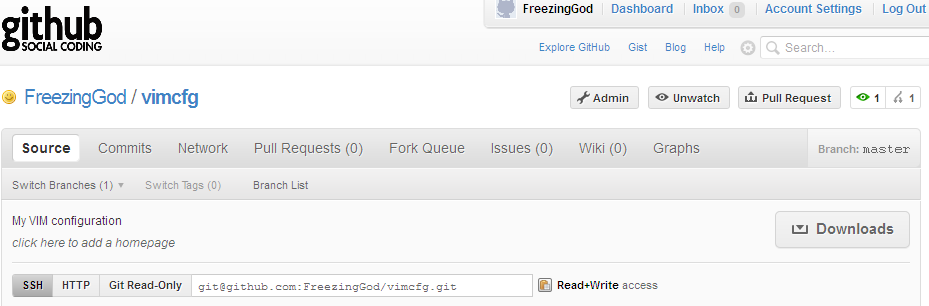 github
SOCIAL CODING
FreezingGod Dashboard Inbox 0 Account Settings Log Out
Explore GitHub Gist Blog Help Search...
FreezingGod / vimcfg Admin Unwatch Pull Request 1 1
Source Commits Network Pull Requests (0) Fork Queue Issues (0) Wiki (0) Graphs Branch: master
Switch Branches (1) Switch Tags (0) Branch List
My VIM configuration
click here to add a homepage
Downloads
SSH HTTP Git Read-Only git@github.com:FreezingGod/vimcfg.git Read+Write access